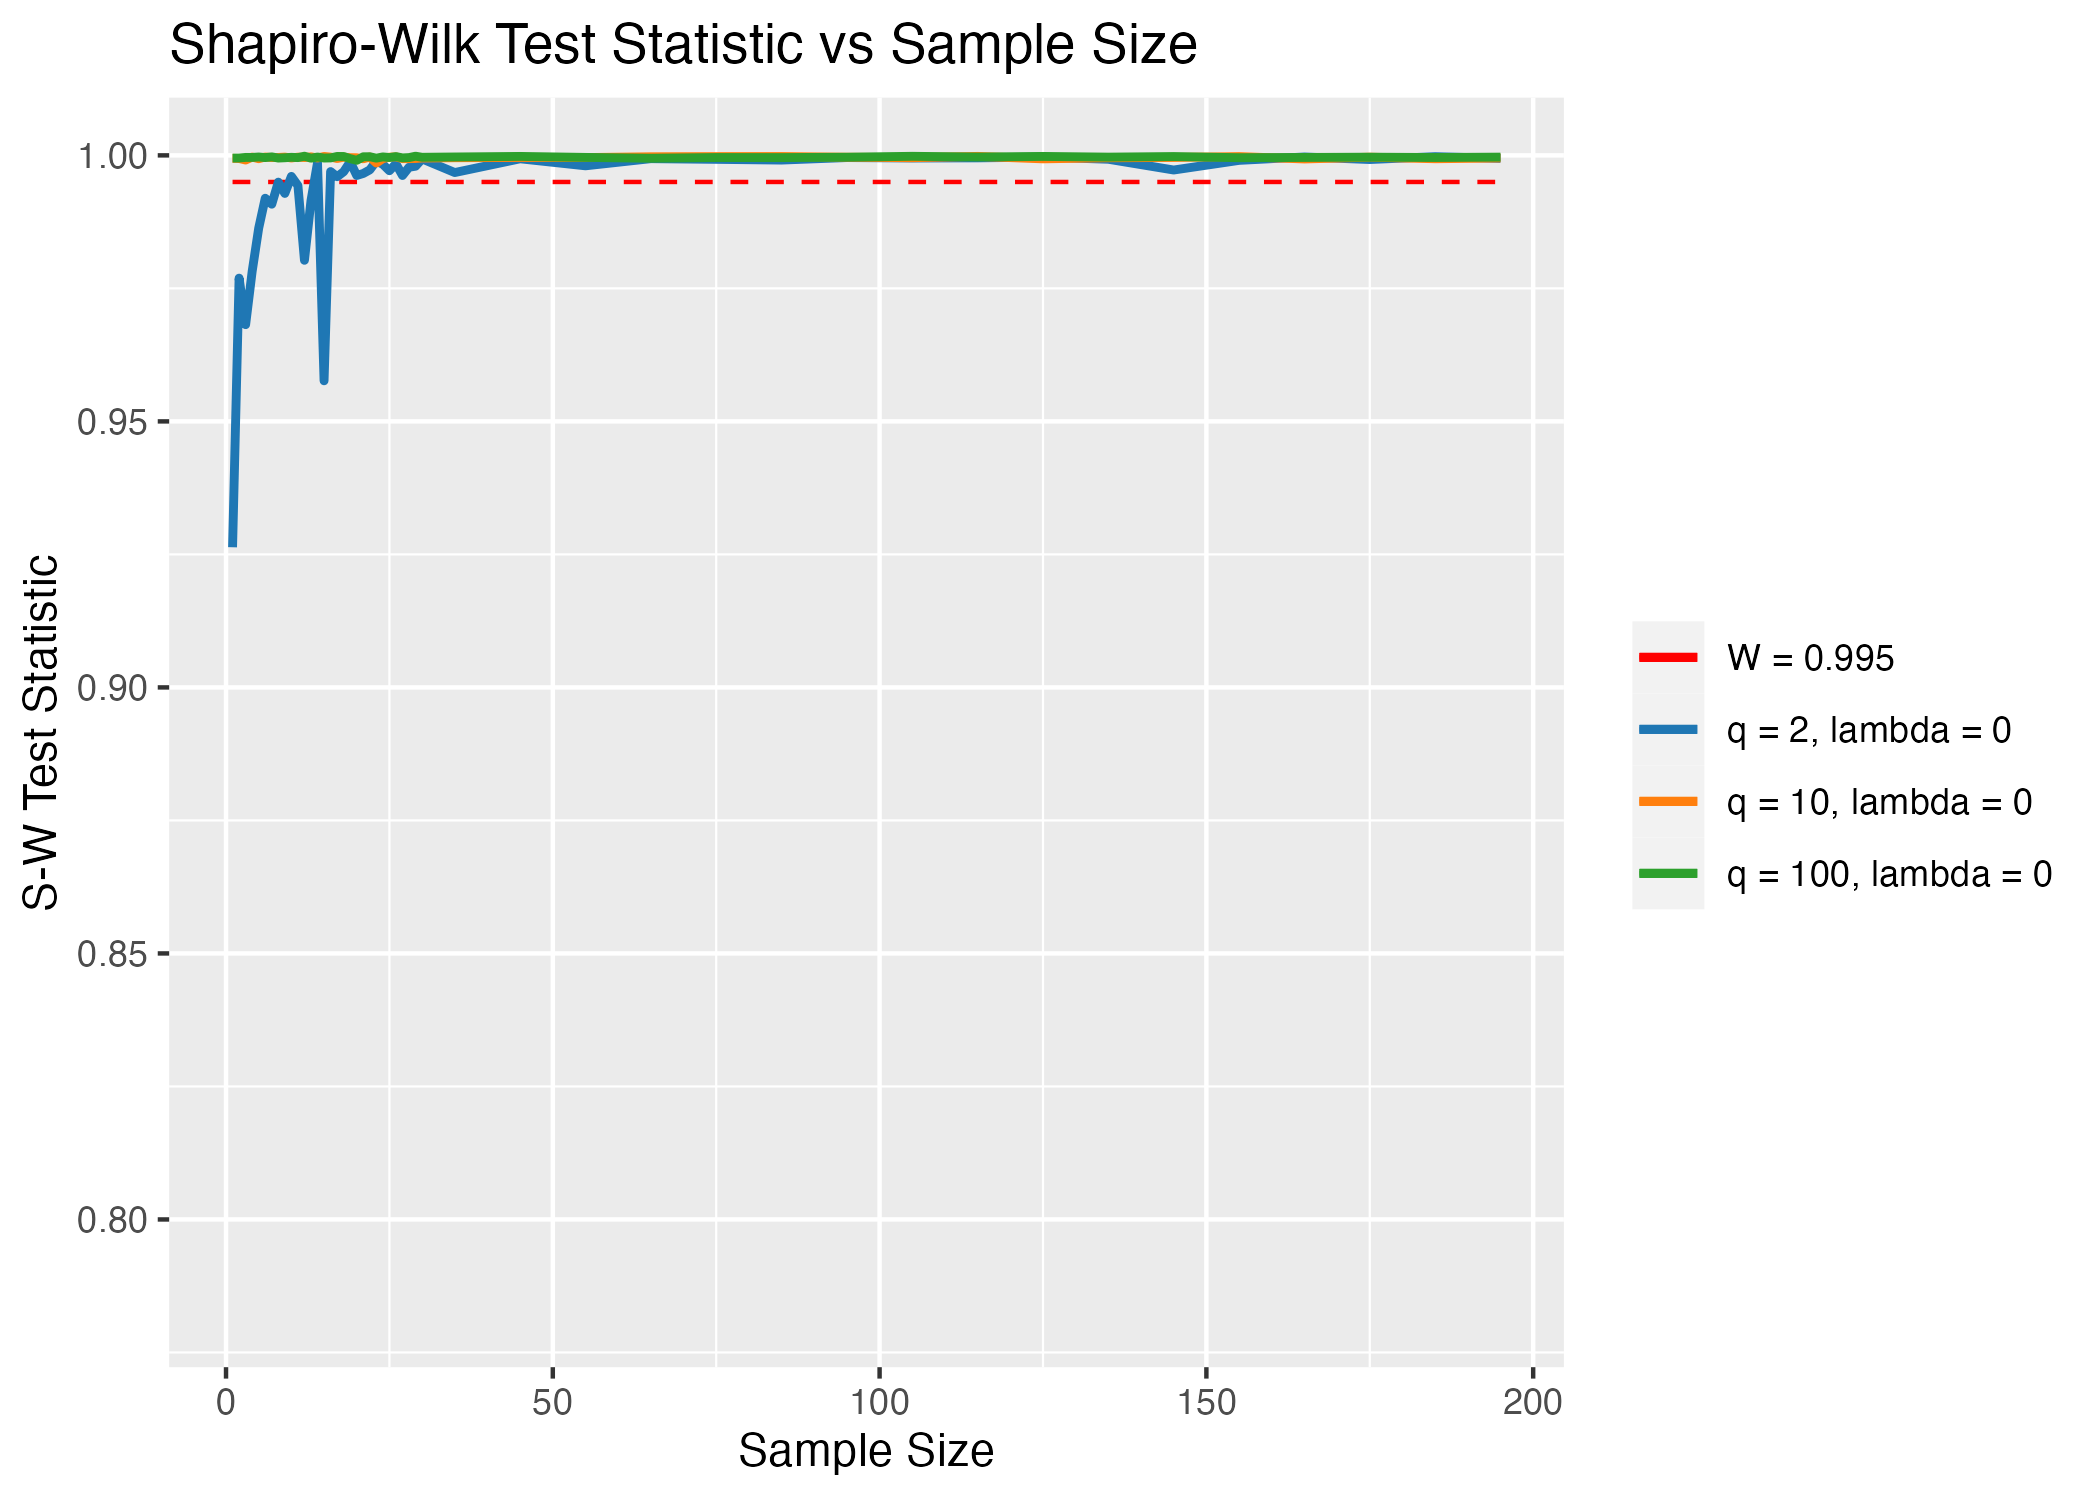 Shapiro-Wilk Test Statistic vs Sample Size
1.00
0.95
0.90
0.85
0.80
S-W Test Statistic
0
50
100
150
200
Sample Size
W = 0.995
q = 2, lambda = 0
q = 10, lambda = 0
q = 100, lambda = 0